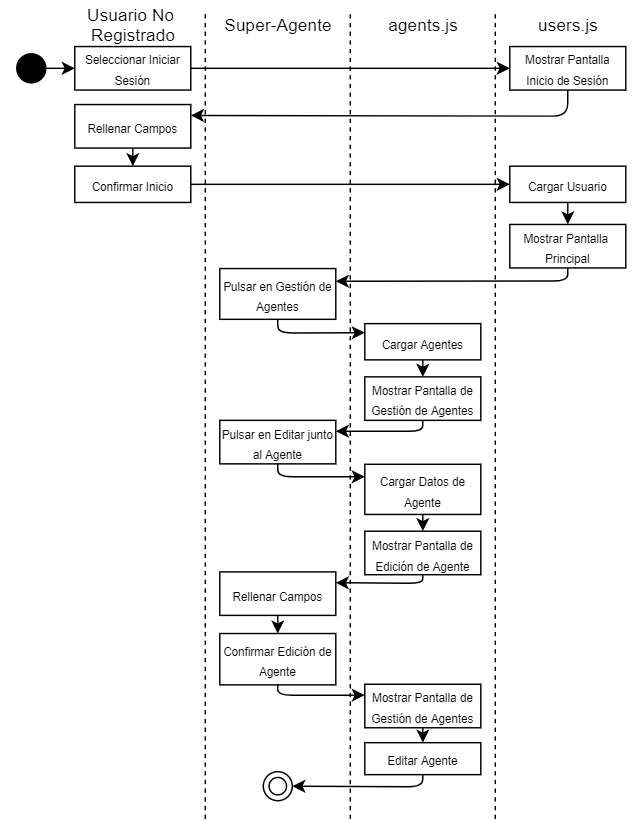 Usuario No
Registrado
Super-Agente
agents.js
users.js
Seleccionar Iniciar
Sesión
Mostrar Pantalla
Inicio de Sesión
Rellenar Campos
Confirmar Inicio
Cargar Usuario
Mostrar Pantalla
Principal
Pulsar en Gestión de
Agentes
Cargar Agentes
Mostrar Pantalla de
Gestión de Agentes
Pulsar en Editar junto
al Agente
Cargar Datos de
Agente
Mostrar Pantalla de
Edición de Agente
Rellenar Campos
Confirmar Edición de
Agente
Mostrar Pantalla de
Gestión de Agentes
Editar Agente